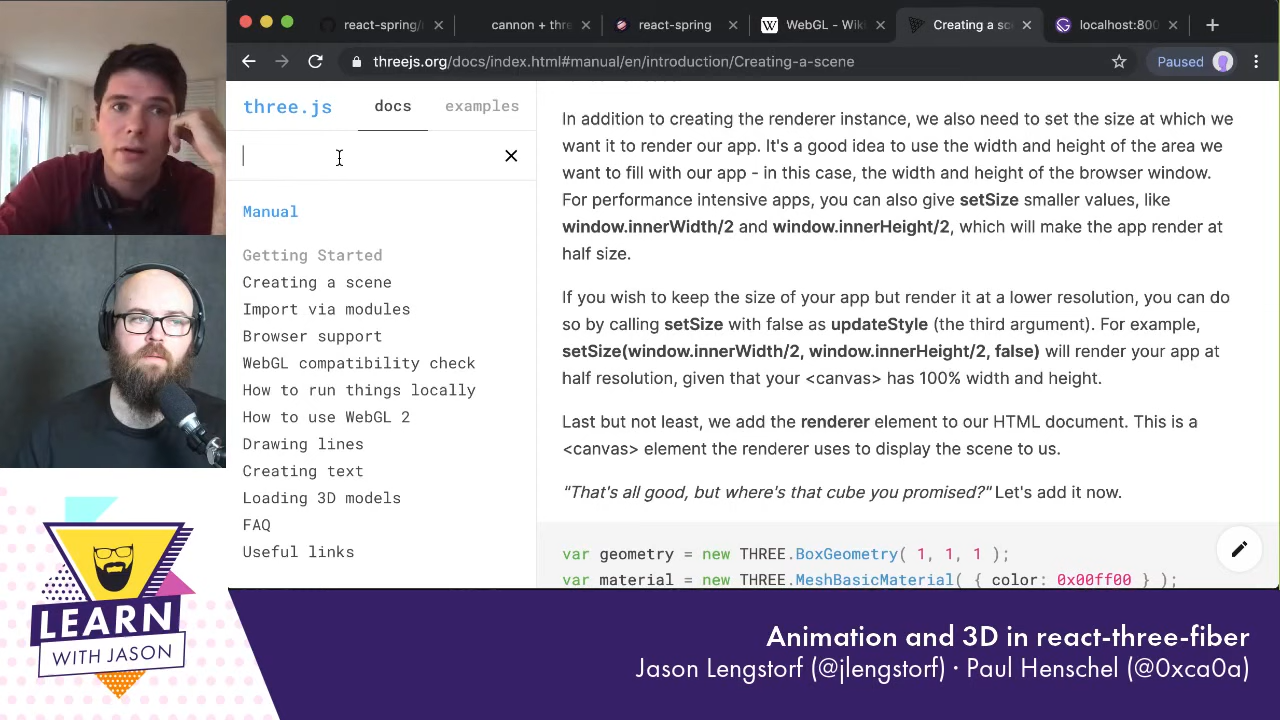 react-spring/
cannon + thre
react-spring
WebGL - Wiki
Creating a sce
localhost:800
threejs.org/docs/index.html#manual/en/introduction/Creating-a-scene
Paused
three.js docs examples
Manual
Getting Started
Creating a scene
Import via modules
Browser support
WebGL compatibility check
How to run things locally
How to use WebGL 2
Drawing lines
Creating text
Loading 3D models
FAQ
Useful links
In addition to creating the renderer instance, we also need to set the size at which we
want it to render our app. It's a good idea to use the width and height of the area we
want to fill with our app - in this case, the width and height of the browser window.
For performance intensive apps, you can also give setSize smaller values, like
window.innerWidth/2 and window.innerHeight/2, which will make the app render at
half size.
If you wish to keep the size of your app but render it at a lower resolution, you can do
so by calling setSize with false as updateStyle (the third argument). For example,
setSize(window.innerWidth/2, window.innerHeight/2, false) will render your app at
half resolution, given that your <canvas> has 100% width and height.
Last but not least, we add the renderer element to our HTML document. This is a
<canvas> element the renderer uses to display the scene to us.
"That's all good, but where's that cube you promised?" Let's add it now.
var geometry = new THREE.BoxGeometry( 1, 1, 1 );
var material = new THREE.MeshBasicMaterial( { color: 0x00ff00 } );
LEARN
WITH JASON
Animation and 3D in react-three-fiber
Jason Lengstorf (@jlengstorf) · Paul Henschel (@0xca0a)